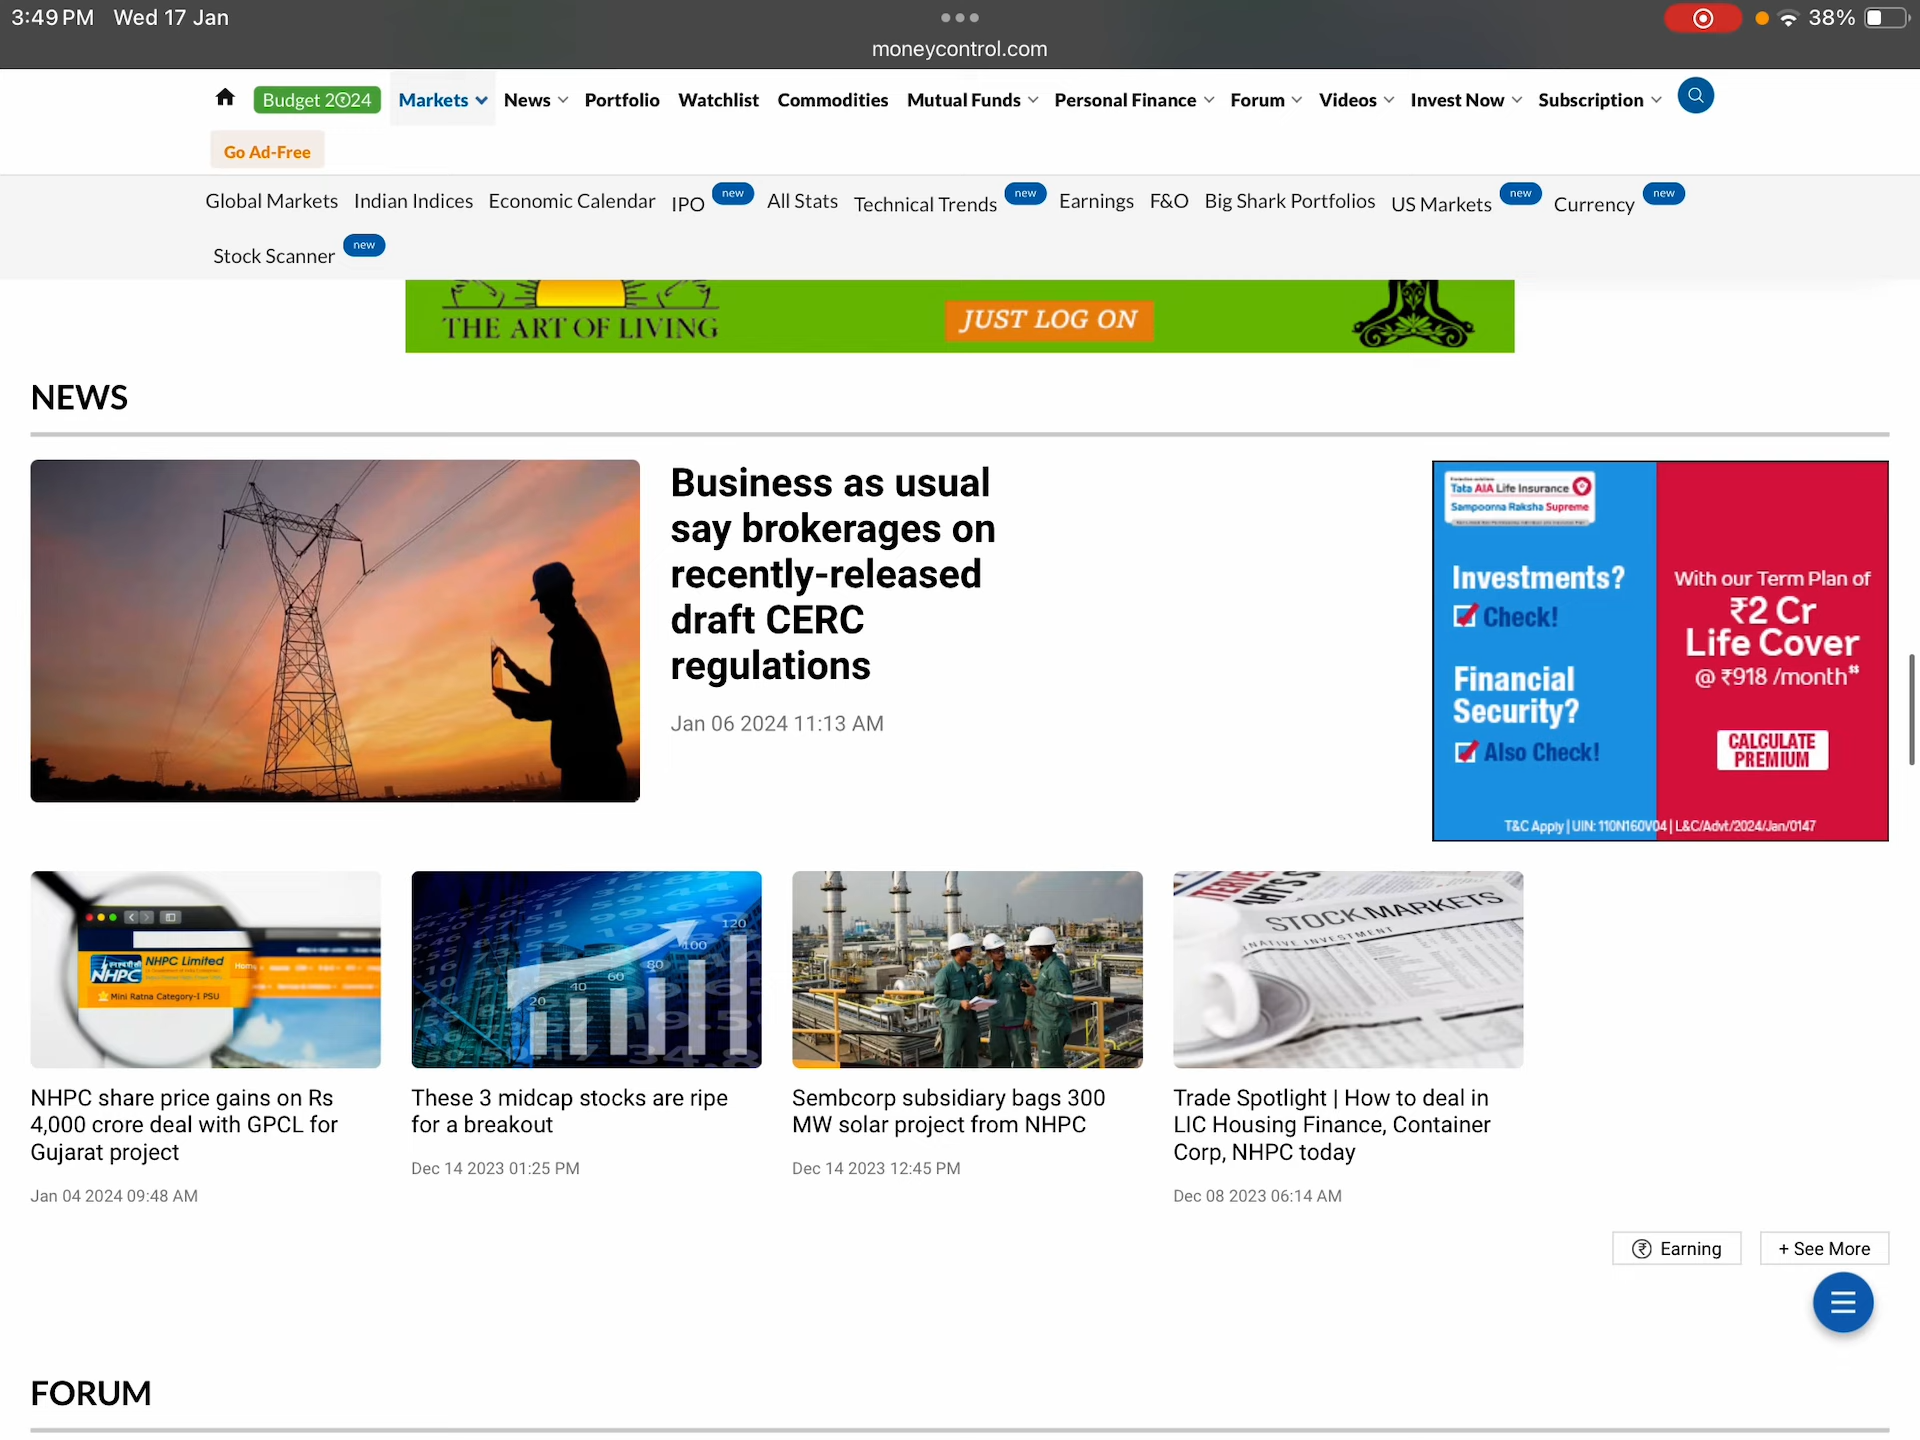 3:49 PM Wed 17 Jan
38%
moneycontrol.com
Budget 2024 Markets News Portfolio Watchlist Commodities Mutual Funds Personal Finance Forum Videos Invest Now Subscription
Go Ad-Free
Global Markets Indian Indices Economic Calendar IPO new All Stats Technical Trends new Earnings F&O Big Shark Portfolios US Markets new Currency new
Stock Scanner new
THE ART OF LIVING
JUST LOG ON
NEWS
Business as usual
say brokerages on
recently-released
draft CERC
regulations
Jan 06 2024 11:13 AM
Tata AIA Life Insurance
Sampoorna Raksha Supreme
Investments?
Check!
Financial
Security?
Also Check!
With our Term Plan of
₹2 Cr
Life Cover
@ ₹918 /month
CALCULATE
PREMIUM
T&C Apply | UIN: 110N160V04 | L&C/Advt/2024/Jan/0147
NHPC
NHPC Limited
Mini Ratna Category-I PSU
20 40 60 80 100 120
STOCK MARKETS
NHPC share price gains on Rs
4,000 crore deal with GPCL for
Gujarat project
Jan 04 2024 09:48 AM
These 3 midcap stocks are ripe
for a breakout
Dec 14 2023 01:25 PM
Sembcorp subsidiary bags 300
MW solar project from NHPC
Dec 14 2023 12:45 PM
Trade Spotlight | How to deal in
LIC Housing Finance, Container
Corp, NHPC today
Dec 08 2023 06:14 AM
₹ Earning
+ See More
FORUM